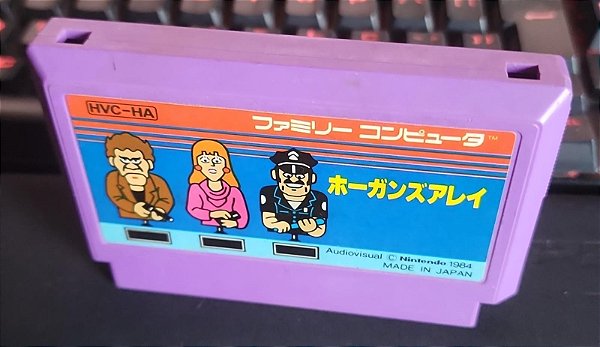 HVC-HA
ファミリー コンピュータ™
ホーガンズアレイ
Audiovisual © Nintendo 1984
MADE IN JAPAN